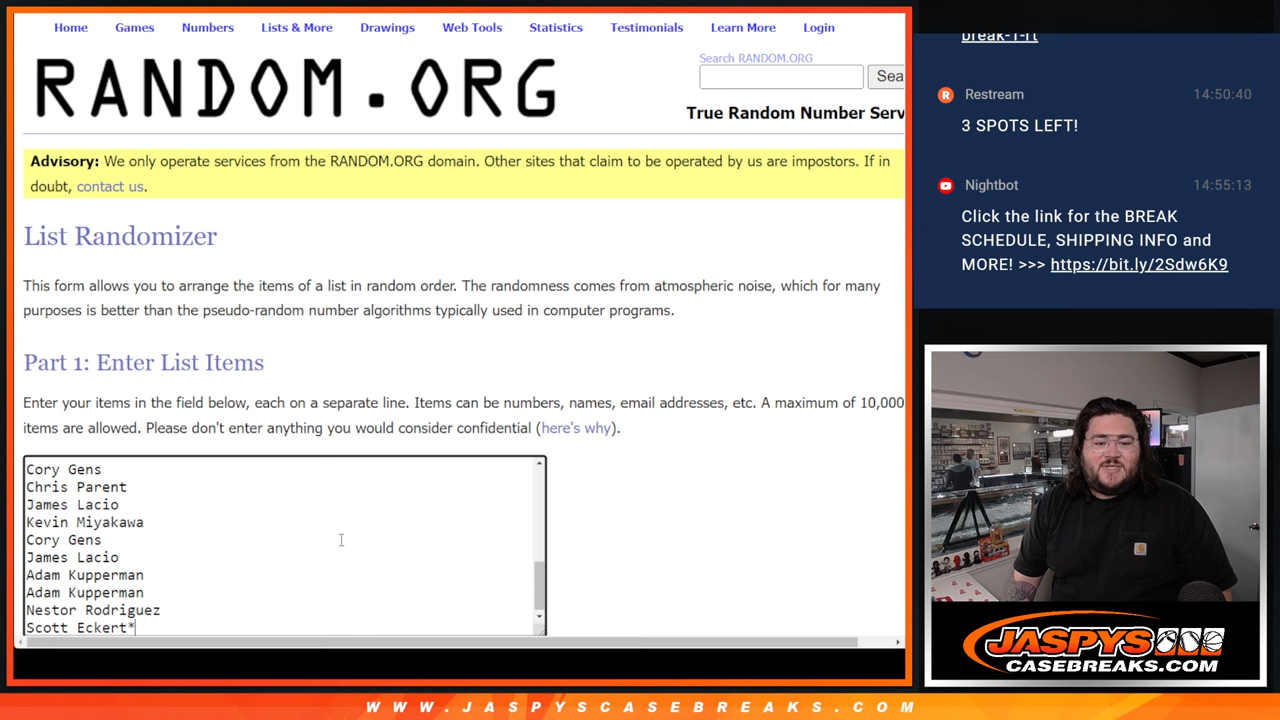 Home Games Numbers Lists & More Drawings Web Tools Statistics Testimonials Learn More Login
RANDOM.ORG
Search RANDOM.ORG
Sea
True Random Number Serv
Advisory: We only operate services from the RANDOM.ORG domain. Other sites that claim to be operated by us are impostors. If in
doubt, contact us.
List Randomizer
This form allows you to arrange the items of a list in random order. The randomness comes from atmospheric noise, which for many
purposes is better than the pseudo-random number algorithms typically used in computer programs.
Part 1: Enter List Items
Enter your items in the field below, each on a separate line. Items can be numbers, names, email addresses, etc. A maximum of 10,000
items are allowed. Please don't enter anything you would consider confidential (here's why).
Cory Gens
Chris Parent
James Lacio
Kevin Miyakawa
Cory Gens
James Lacio
Adam Kupperman
Adam Kupperman
Nestor Rodriguez
Scott Eckert*
break-1-rt
Restream 14:50:40
3 SPOTS LEFT!
Nightbot 14:55:13
Click the link for the BREAK
SCHEDULE, SHIPPING INFO and
MORE! >>> https://bit.ly/2Sdw6K9
JASPYS
CASEBREAKS.COM
WWW.JASPYSCASEBREAKS.COM